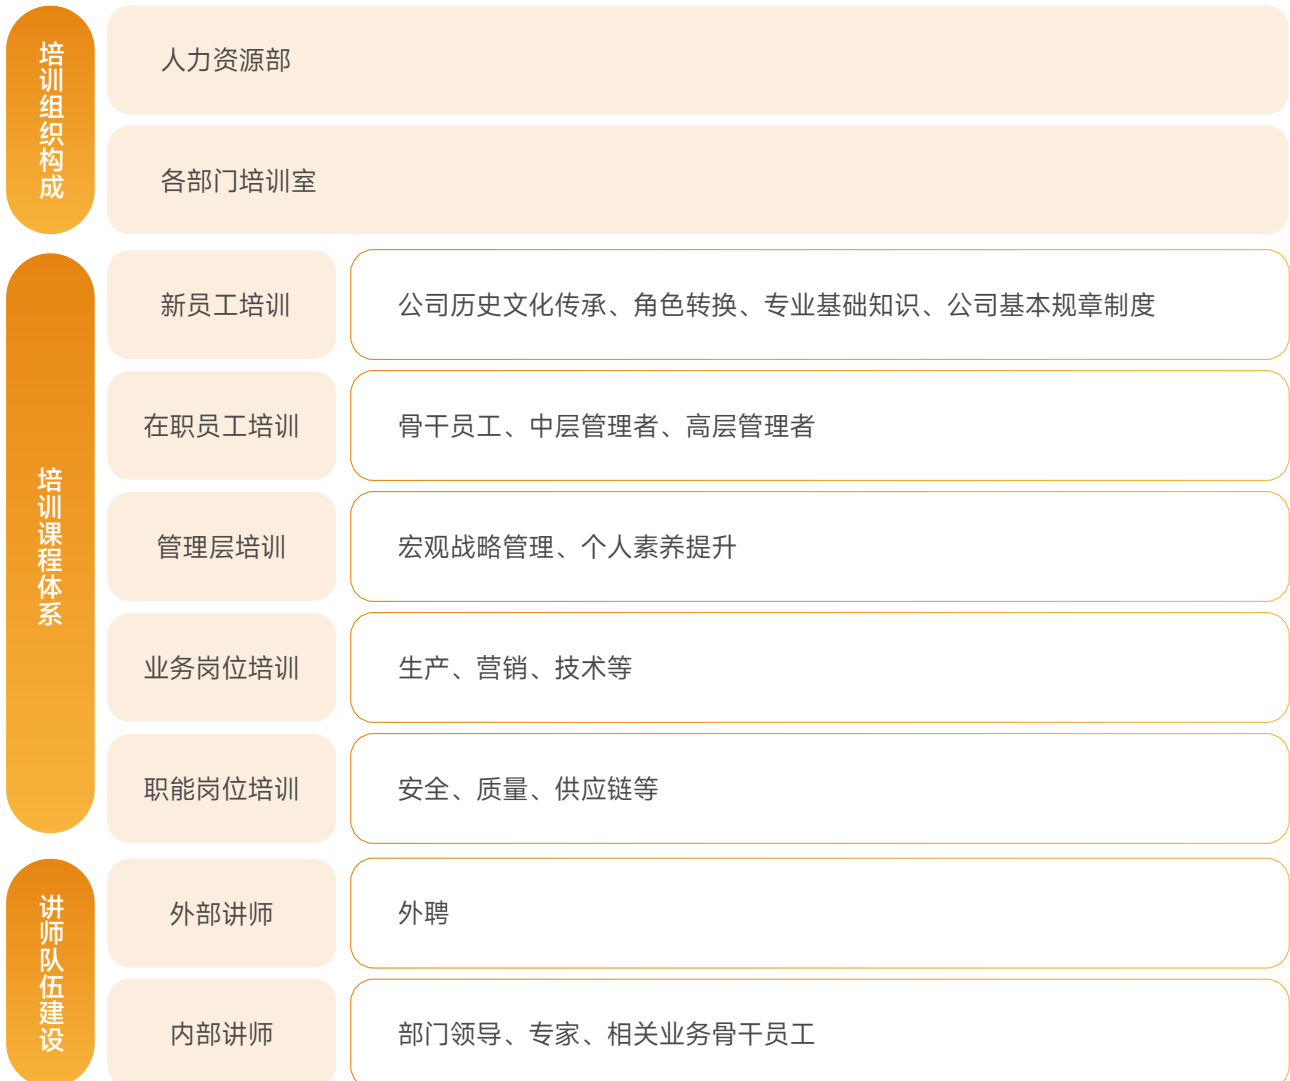 培训组织构成
人力资源部
各部门培训室
培训课程体系
新员工培训
公司历史文化传承、角色转换、专业基础知识、公司基本规章制度
在职员工培训
骨干员工、中层管理者、高层管理者
管理层培训
宏观战略管理、个人素养提升
业务岗位培训
生产、营销、技术等
职能岗位培训
安全、质量、供应链等
讲师队伍建设
外部讲师
外聘
内部讲师
部门领导、专家、相关业务骨干员工